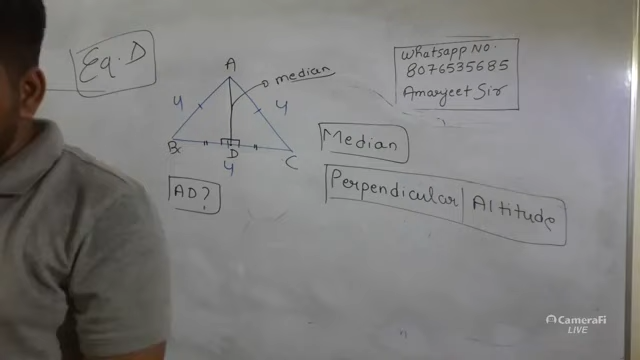 Eq. D
A
median
4
4
B
D
C
4
AD?
Whatsapp No.
8076535685
Amarjeet Sir
Median
Perpendicular | Altitude
CameraFi
LIVE